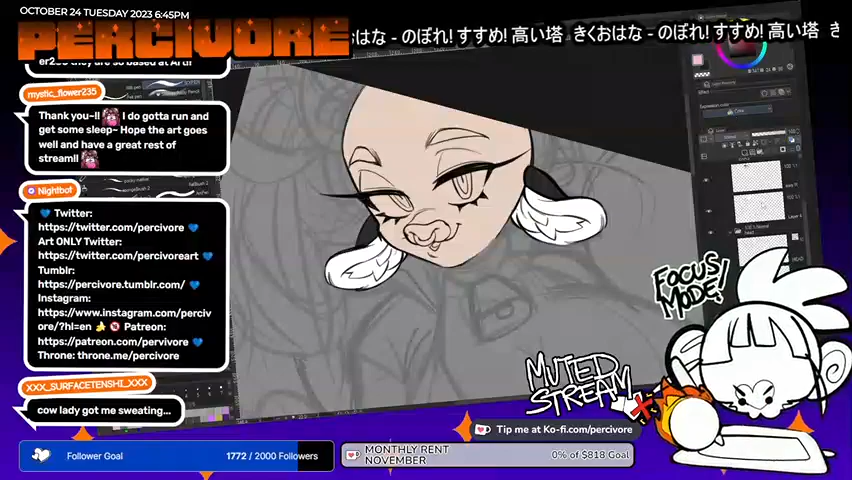 OCTOBER 24 TUESDAY 2023 6:45PM
PERCIVORE
おはな - のぼれ! すすめ! 高い塔   きくおはな - のぼれ! すすめ! 高い塔   き
they are so based at Art!!
mystic_flower235
Thank you~!! I do gotta run and
get some sleep~ Hope the art goes
well and have a great rest of
stream!!
Nightbot
Twitter:
https://twitter.com/percivore
Art ONLY Twitter:
https://twitter.com/percivoreart
Tumblr:
https://percivore.tumblr.com/
Instagram:
https://www.instagram.com/perciv
ore/?hl=en Patreon:
https://patreon.com/pervivore
Throne: throne.me/percivore
XXX_SURFACETENSHI_XXX
cow lady got me sweating...
FOCUS
MODE!
MUTED
STREAM
Tip me at Ko-fi.com/percivore
Follower Goal
1772 / 2000 Followers
MONTHLY RENT
NOVEMBER
0% of $818 Goal